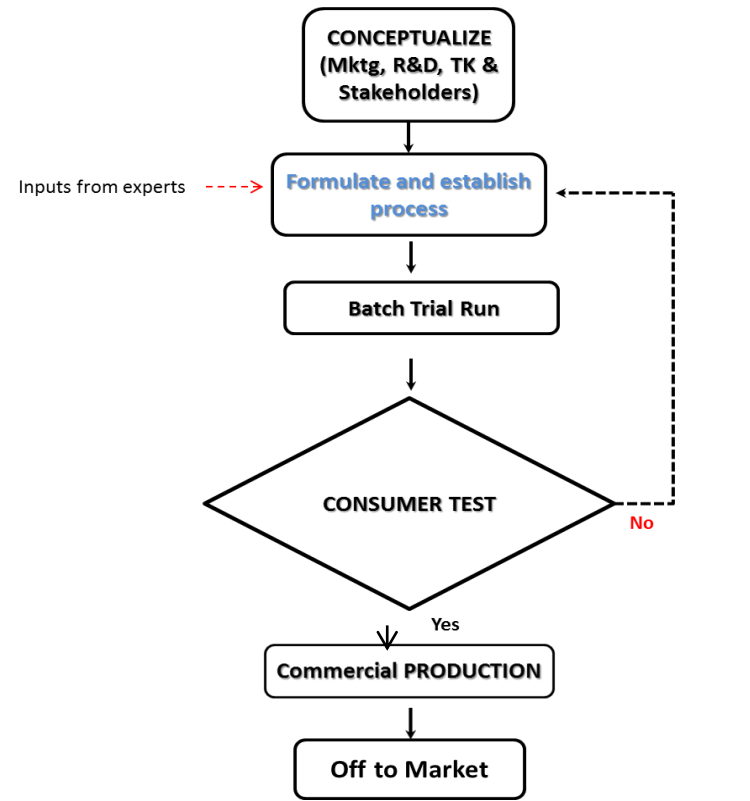 CONCEPTUALIZE
(Mktg, R&D, TK &
Stakeholders)
Inputs from experts
Formulate and establish
process
Batch Trial Run
CONSUMER TEST
No
Yes
Commercial PRODUCTION
Off to Market